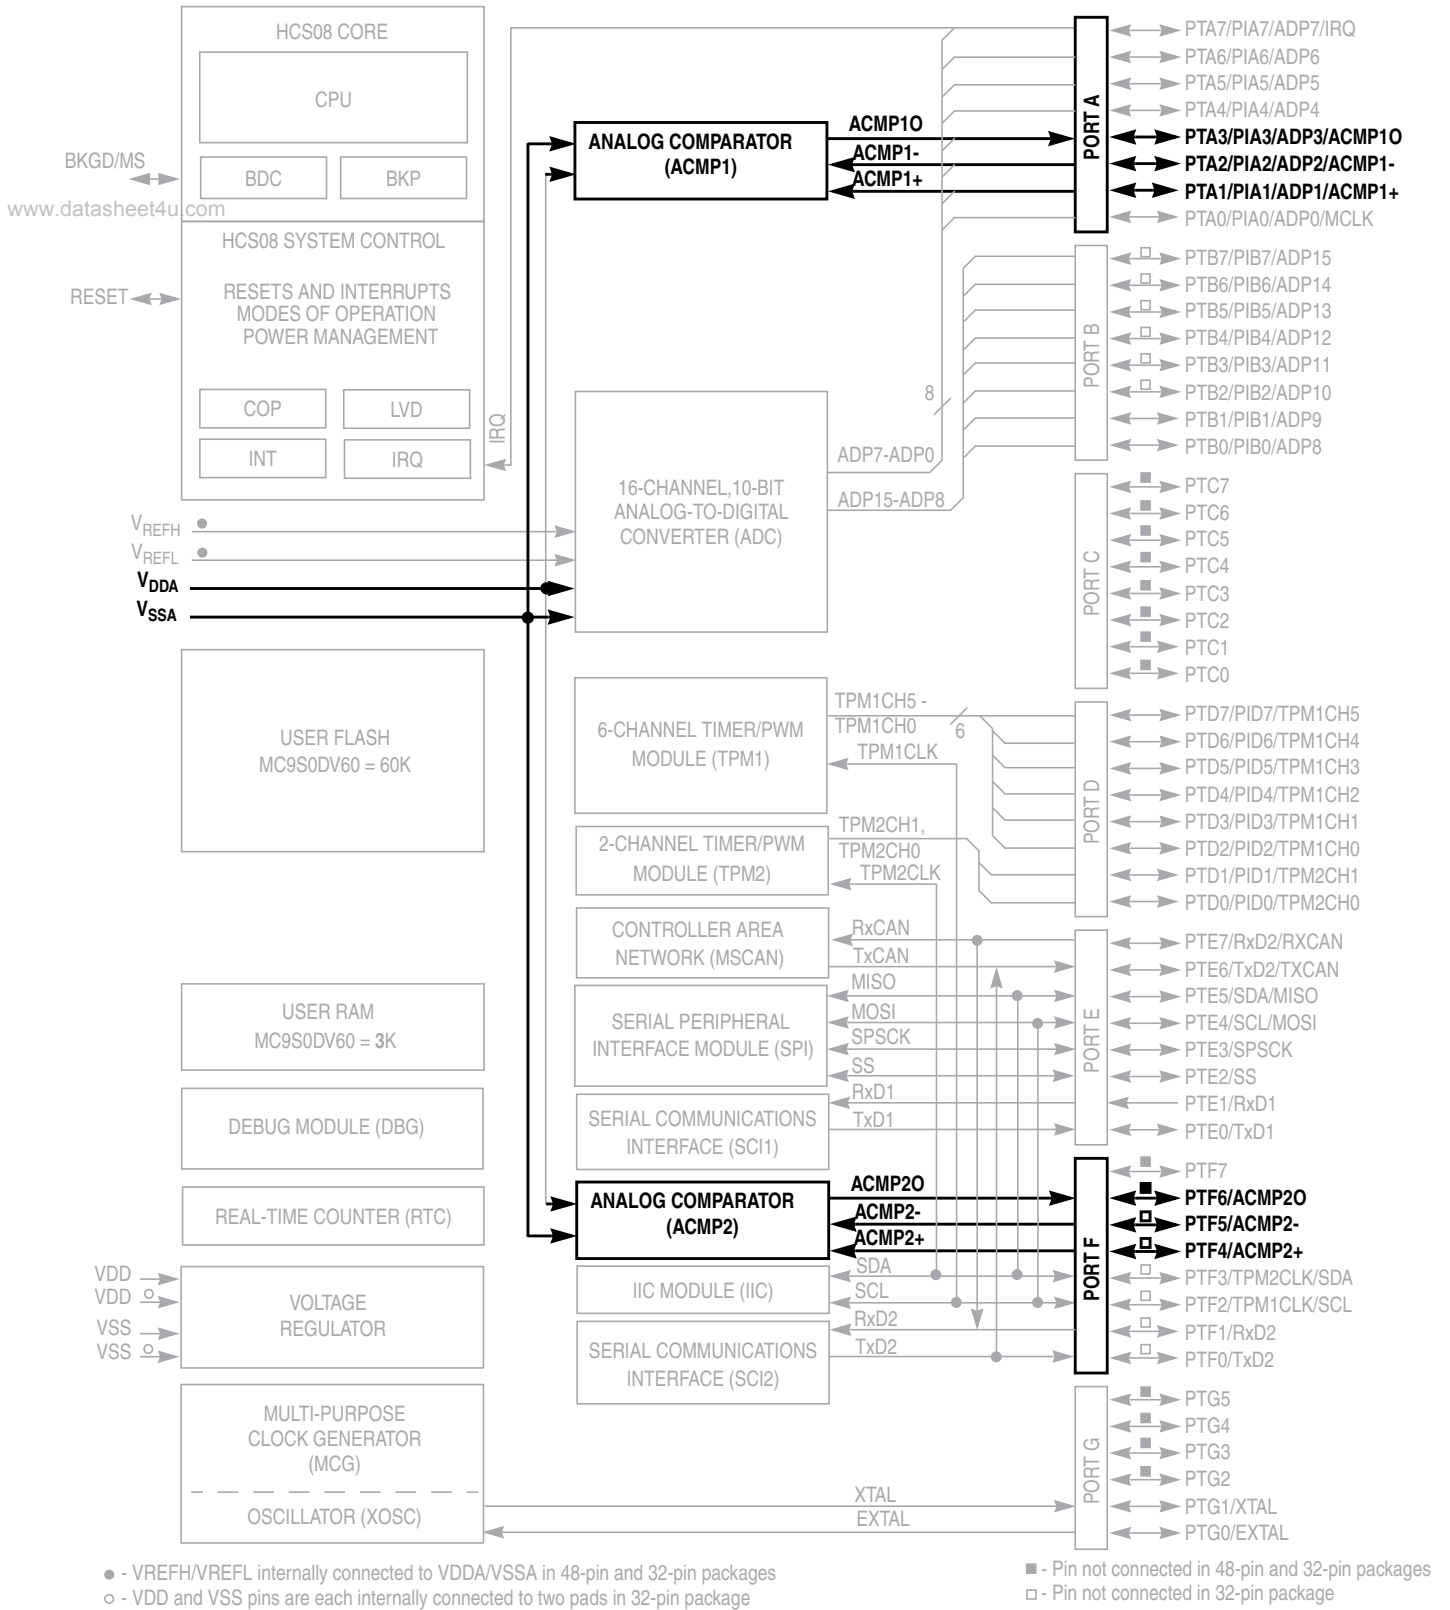 HCS08 CORE
CPU
BKGD/MS
BDC
BKP
www.datasheet4u.com
HCS08 SYSTEM CONTROL
RESET
RESETS AND INTERRUPTS
MODES OF OPERATION
POWER MANAGEMENT
COP
LVD
INT
IRQ
IRQ
VREFH
VREFL
VDDA
VSSA
USER FLASH
MC9S0DV60 = 60K
USER RAM
MC9S0DV60 = 3K
DEBUG MODULE (DBG)
REAL-TIME COUNTER (RTC)
VDD
VDD
VSS
VSS
VOLTAGE
REGULATOR
MULTI-PURPOSE
CLOCK GENERATOR
(MCG)
OSCILLATOR (XOSC)
ANALOG COMPARATOR
(ACMP1)
ACMP1O
ACMP1-
ACMP1+
16-CHANNEL,10-BIT
ANALOG-TO-DIGITAL
CONVERTER (ADC)
8
ADP7-ADP0
ADP15-ADP8
6-CHANNEL TIMER/PWM
MODULE (TPM1)
TPM1CH5 -
TPM1CH0
6
TPM1CLK
2-CHANNEL TIMER/PWM
MODULE (TPM2)
TPM2CH1,
TPM2CH0
TPM2CLK
CONTROLLER AREA
NETWORK (MSCAN)
RxCAN
TxCAN
SERIAL PERIPHERAL
INTERFACE MODULE (SPI)
MISO
MOSI
SPSCK
SS
SERIAL COMMUNICATIONS
INTERFACE (SCI1)
RxD1
TxD1
ANALOG COMPARATOR
(ACMP2)
ACMP2O
ACMP2-
ACMP2+
IIC MODULE (IIC)
SDA
SCL
SERIAL COMMUNICATIONS
INTERFACE (SCI2)
RxD2
TxD2
XTAL
EXTAL
PORT A
PTA7/PIA7/ADP7/IRQ
PTA6/PIA6/ADP6
PTA5/PIA5/ADP5
PTA4/PIA4/ADP4
PTA3/PIA3/ADP3/ACMP1O
PTA2/PIA2/ADP2/ACMP1-
PTA1/PIA1/ADP1/ACMP1+
PTA0/PIA0/ADP0/MCLK
PORT B
PTB7/PIB7/ADP15
PTB6/PIB6/ADP14
PTB5/PIB5/ADP13
PTB4/PIB4/ADP12
PTB3/PIB3/ADP11
PTB2/PIB2/ADP10
PTB1/PIB1/ADP9
PTB0/PIB0/ADP8
PORT C
PTC7
PTC6
PTC5
PTC4
PTC3
PTC2
PTC1
PTC0
PORT D
PTD7/PID7/TPM1CH5
PTD6/PID6/TPM1CH4
PTD5/PID5/TPM1CH3
PTD4/PID4/TPM1CH2
PTD3/PID3/TPM1CH1
PTD2/PID2/TPM1CH0
PTD1/PID1/TPM2CH1
PTD0/PID0/TPM2CH0
PORT E
PTE7/RxD2/RXCAN
PTE6/TxD2/TXCAN
PTE5/SDA/MISO
PTE4/SCL/MOSI
PTE3/SPSCK
PTE2/SS
PTE1/RxD1
PTE0/TxD1
PORT F
PTF7
PTF6/ACMP2O
PTF5/ACMP2-
PTF4/ACMP2+
PTF3/TPM2CLK/SDA
PTF2/TPM1CLK/SCL
PTF1/RxD2
PTF0/TxD2
PORT G
PTG5
PTG4
PTG3
PTG2
PTG1/XTAL
PTG0/EXTAL
● - VREFH/VREFL internally connected to VDDA/VSSA in 48-pin and 32-pin packages
○ - VDD and VSS pins are each internally connected to two pads in 32-pin package
■ - Pin not connected in 48-pin and 32-pin packages
□ - Pin not connected in 32-pin package